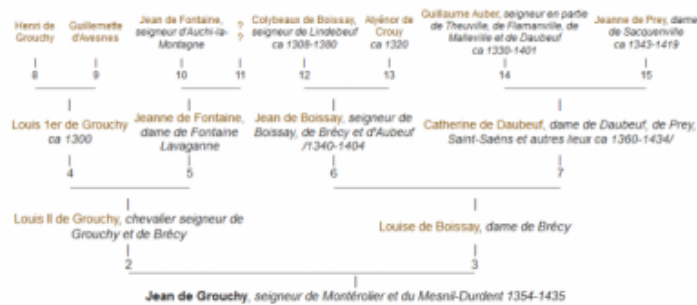 Henri de Grouchy
Guillemette d'Avesnes
Jean de Fontaine, seigneur d'Auchi-la-Montagne
?
?
Colybeaux de Boissay, seigneur de Lindebeuf ca 1308-1380
Alyénor de Crouy ca 1320
Guillaume Auber, seigneur en partie de Theuville, de Flamanville, de Malleville et de Daubeuf ca 1330-1401
Jeanne de Prey, dame de Sacquenville ca 1343-1419
8
9
10
11
12
13
14
15
Louis 1er de Grouchy ca 1300
Jeanne de Fontaine, dame de Fontaine Lavaganne
Jean de Boissay, seigneur de Boissay, de Brécy et d'Aubeuf /1340-1404
Catherine de Daubeuf, dame de Daubeuf, de Prey, Saint-Saëns et autres lieux ca 1360-1434/
4
5
6
7
Louis II de Grouchy, chevalier seigneur de Grouchy et de Brécy
Louise de Boissay, dame de Brécy
2
3
Jean de Grouchy, seigneur de Montérolier et du Mesnil-Durdent 1354-1435